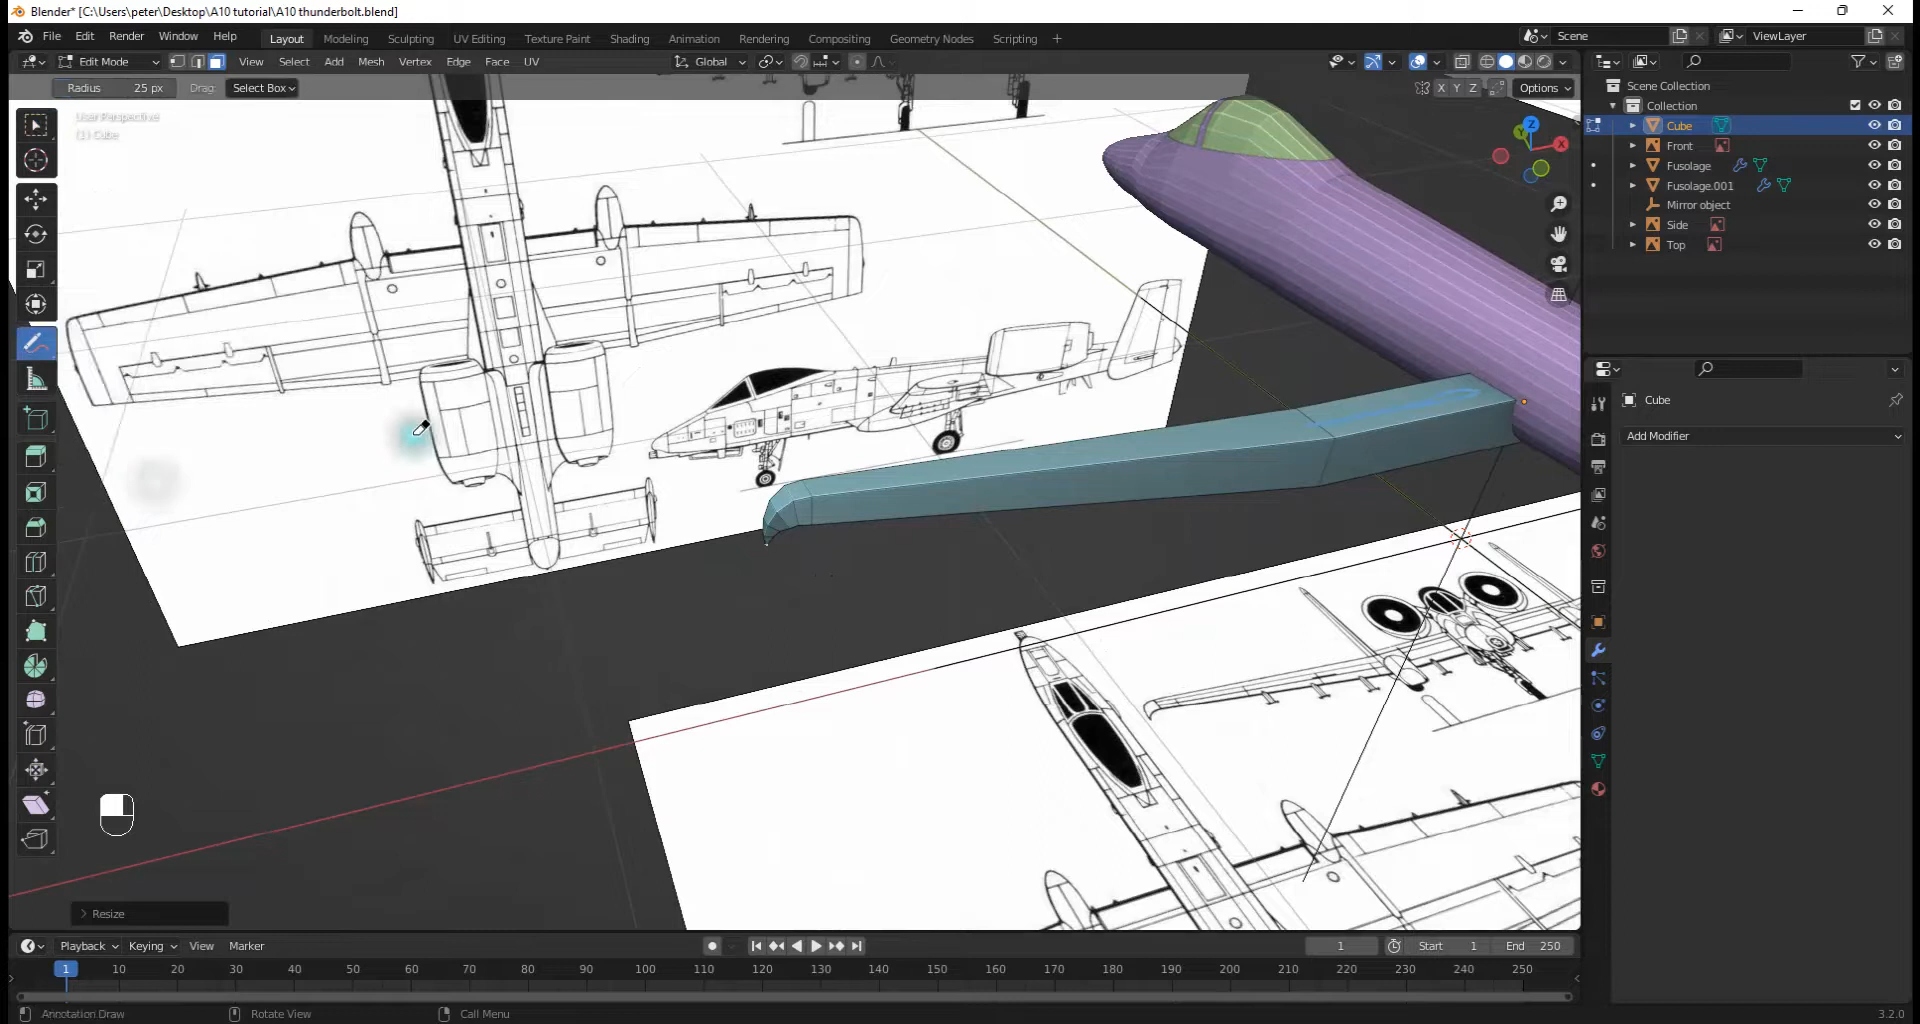 Blender* [C:\Users\peter\Desktop\A10 tutorial\A10 thunderbolt.blend]
File Edit Render Window Help Layout Modeling Sculpting UV Editing Texture Paint Shading Animation Rendering Compositing Geometry Nodes Scripting + Scene ViewLayer
Edit Mode View Select Add Mesh Vertex Edge Face UV Global
Radius 25 px Drag: Select Box X Y Z Options
User Perspective
(1) Cube
Z
Y
X
Scene Collection
Collection
Cube
Front
Fusolage
Fusolage.001
Mirror object
Side
Top
Cube
Add Modifier
Resize
Playback Keying View Marker 1 Start 1 End 250
1 10 20 30 40 50 60 70 80 90 100 110 120 130 140 150 160 170 180 190 200 210 220 230 240 250
Annotation Draw Rotate View Call Menu 3.2.0